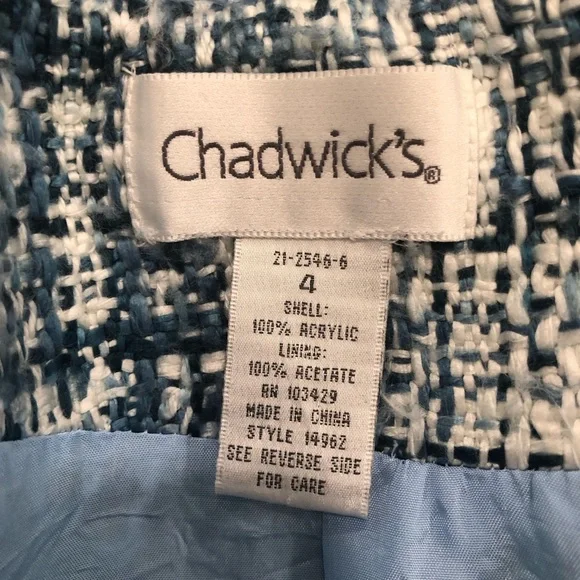 Chadwick's®
21-2546-6
4
SHELL:
100% ACRYLIC
LINING:
100% ACETATE
RN 103429
MADE IN CHINA
STYLE 14962
SEE REVERSE SIDE
FOR CARE